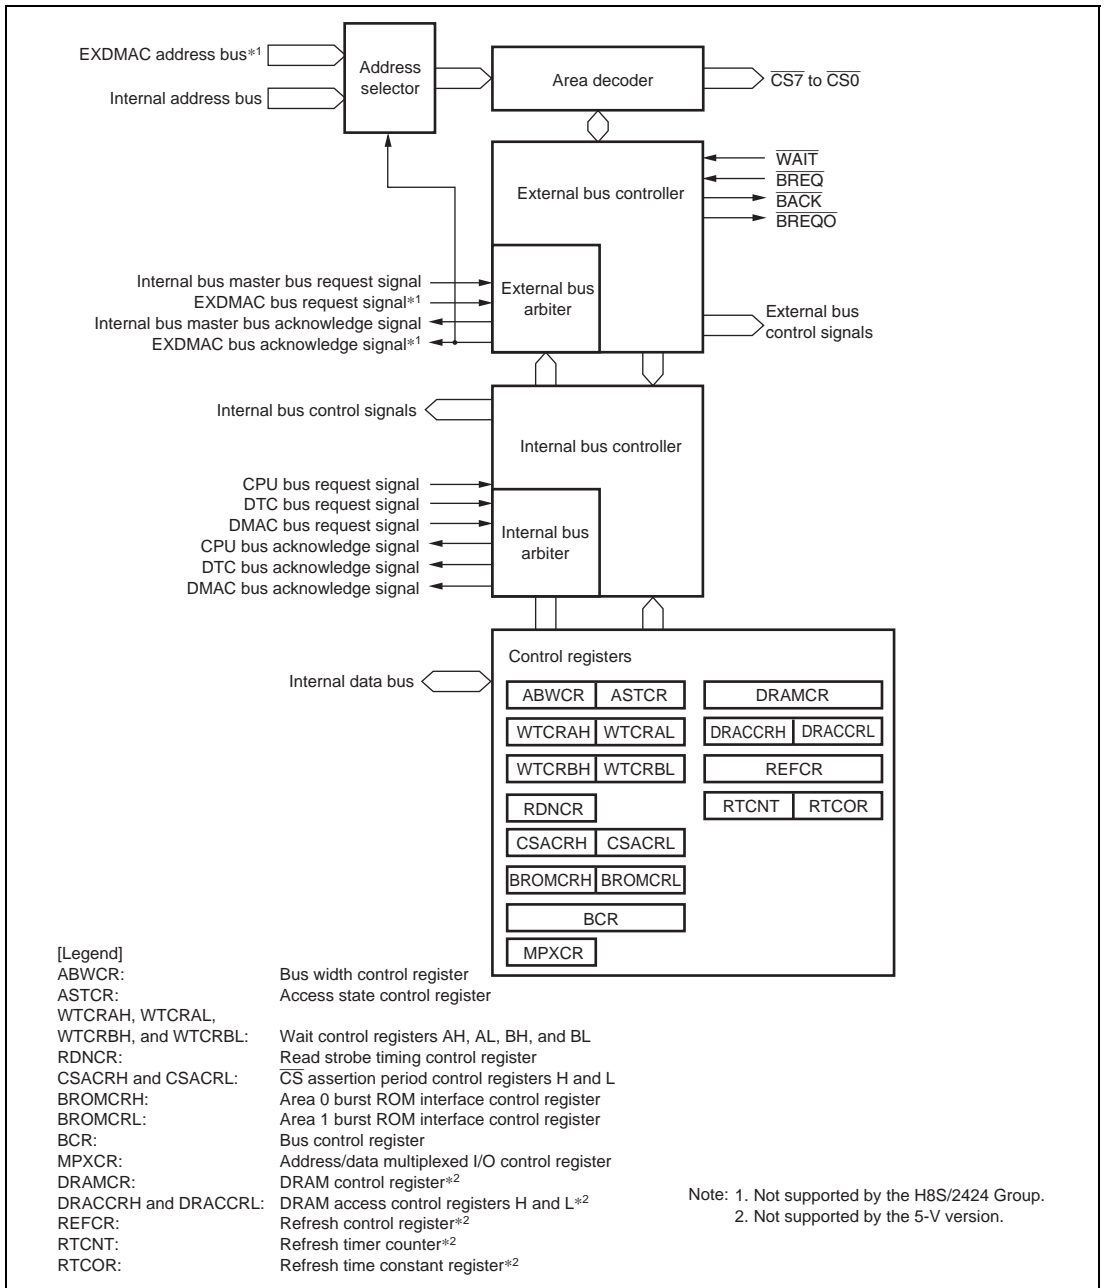 EXDMAC address bus*1
Internal address bus
Address
selector
Area decoder
CS7 to CS0
External bus controller
WAIT
BREQ
BACK
BREQO
Internal bus master bus request signal
EXDMAC bus request signal*1
Internal bus master bus acknowledge signal
EXDMAC bus acknowledge signal*1
External bus
arbiter
External bus
control signals
Internal bus control signals
Internal bus controller
CPU bus request signal
DTC bus request signal
DMAC bus request signal
CPU bus acknowledge signal
DTC bus acknowledge signal
DMAC bus acknowledge signal
Internal bus
arbiter
Internal data bus
Control registers
ABWCR ASTCR
DRAMCR
WTCRAH WTCRAL
DRACCRH DRACCRL
WTCRBH WTCRBL
REFCR
RDNCR
RTCNT RTCOR
CSACRH CSACRL
BROMCRH BROMCRL
BCR
MPXCR
[Legend]
ABWCR: Bus width control register
ASTCR: Access state control register
WTCRAH, WTCRAL,
WTCRBH, and WTCRBL: Wait control registers AH, AL, BH, and BL
RDNCR: Read strobe timing control register
CSACRH and CSACRL: CS assertion period control registers H and L
BROMCRH: Area 0 burst ROM interface control register
BROMCRL: Area 1 burst ROM interface control register
BCR: Bus control register
MPXCR: Address/data multiplexed I/O control register
DRAMCR: DRAM control register*2
DRACCRH and DRACCRL: DRAM access control registers H and L*2
REFCR: Refresh control register*2
RTCNT: Refresh timer counter*2
RTCOR: Refresh time constant register*2
Note: 1. Not supported by the H8S/2424 Group.
2. Not supported by the 5-V version.